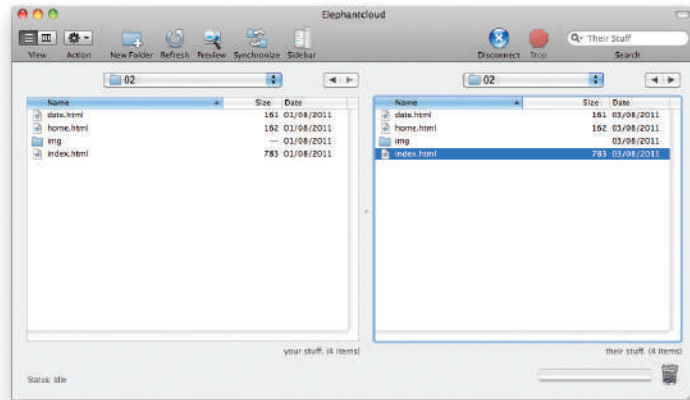 Elephantcloud
View Action New Folder Refresh Preview Synchronize Sidebar Disconnect Stop Search
Their Stuff
02
Name Size Date
date.html 161 01/08/2011
home.html 162 01/08/2011
img — 01/08/2011
index.html 783 01/08/2011
your stuff. (4 items)
02
Name Size Date
date.html 161 03/08/2011
home.html 162 03/08/2011
img 03/08/2011
index.html 783 03/08/2011
their stuff. (4 items)
Status: Idle